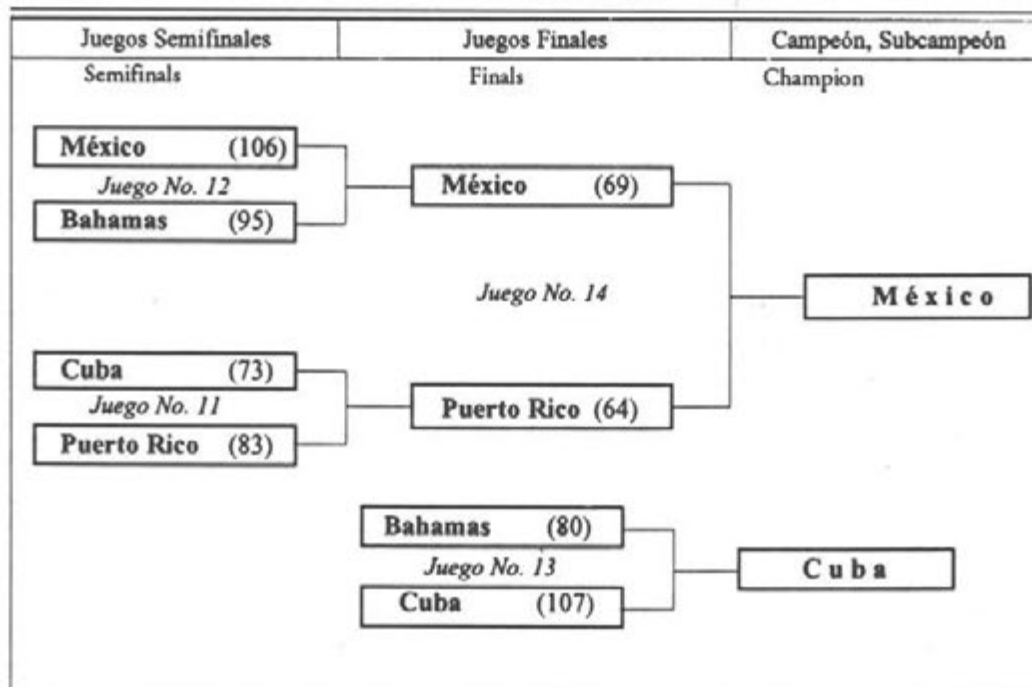 Juegos Semifinales Juegos Finales Campeón, Subcampeón
Semifinals Finals Champion
México (106)
Juego No. 12
Bahamas (95)
México (69)
Juego No. 14
México
Cuba (73)
Juego No. 11
Puerto Rico (83)
Puerto Rico (64)
Bahamas (80)
Juego No. 13
Cuba (107)
Cuba